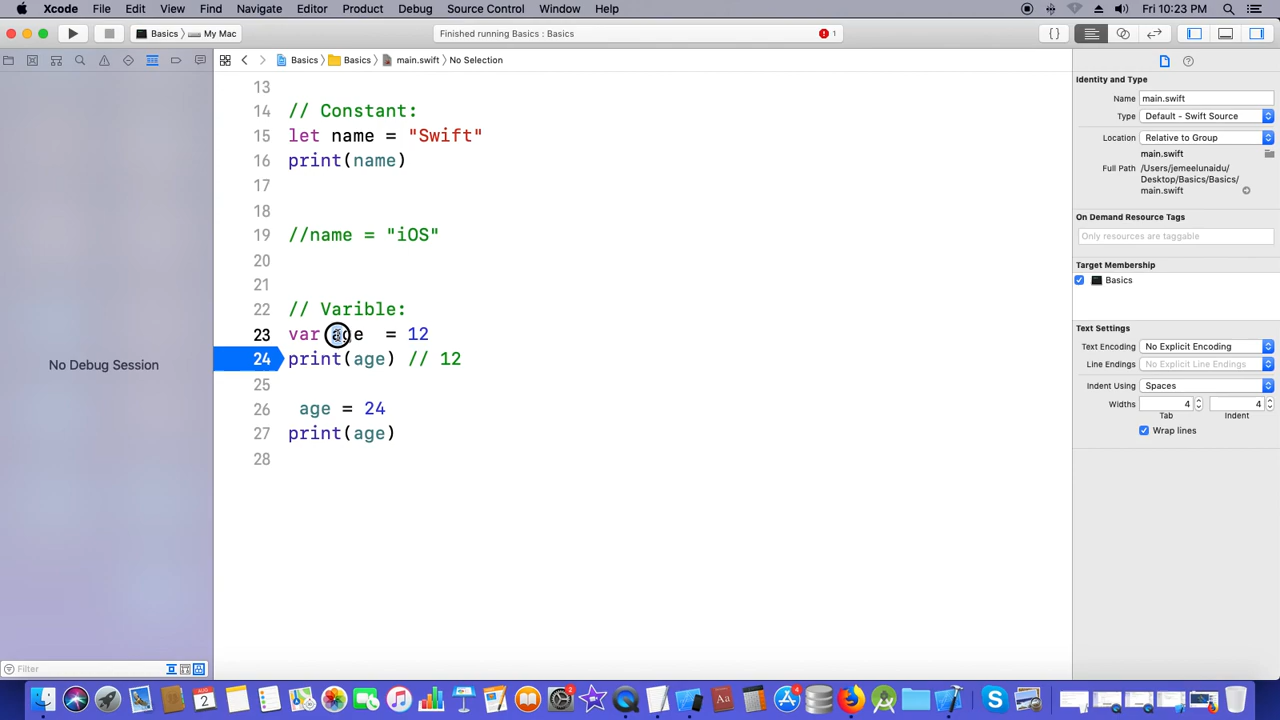 Xcode File Edit View Find Navigate Editor Product Debug Source Control Window Help Fri 10:23 PM
Basics My Mac Finished running Basics : Basics 1
Basics Basics main.swift No Selection
13
14 // Constant:
15 let name = "Swift"
16 print(name)
17
18
19 //name = "iOS"
20
21
22 // Varible:
23 var age = 12
24 print(age) // 12
25
26 age = 24
27 print(age)
28
No Debug Session
Filter
Identity and Type
Name main.swift
Type Default - Swift Source
Location Relative to Group
main.swift
Full Path /Users/jemeelunaidu/
Desktop/Basics/Basics/
main.swift
On Demand Resource Tags
Only resources are taggable
Target Membership
Basics
Text Settings
Text Encoding No Explicit Encoding
Line Endings No Explicit Line Endings
Indent Using Spaces
Widths 4 4
Tab Indent
Wrap lines
AUG
2
2
4